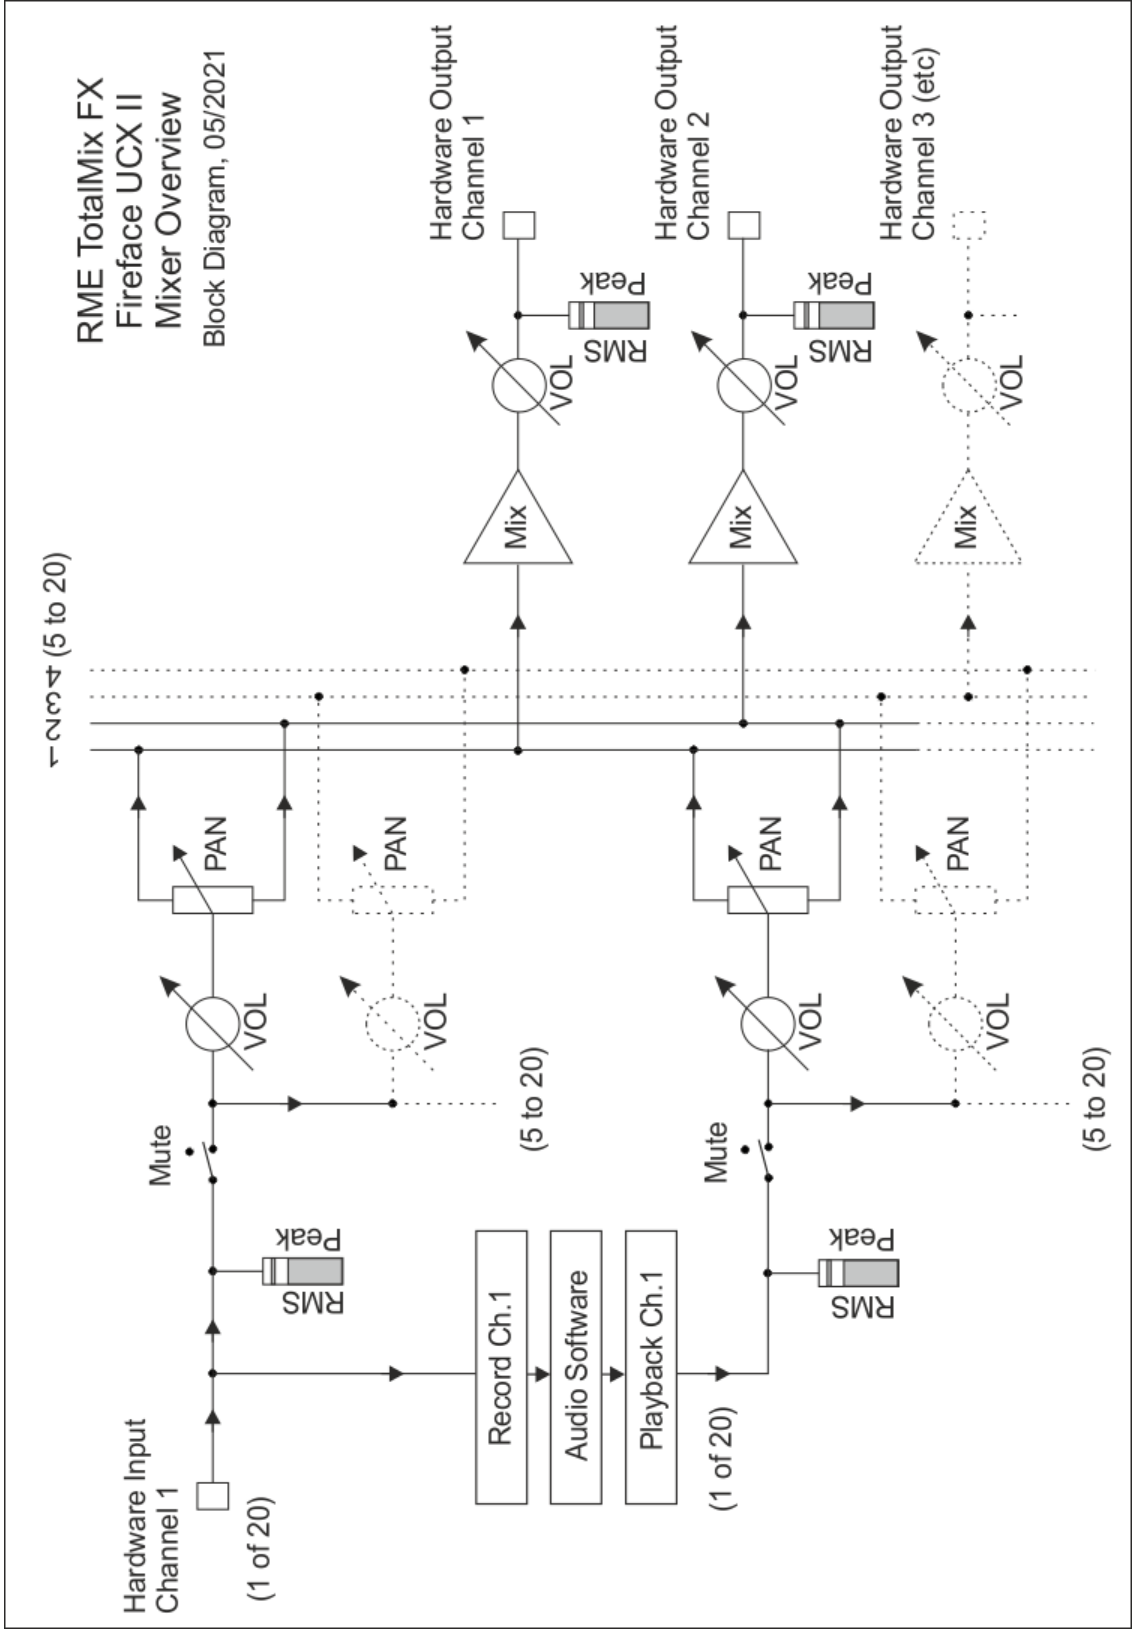 RME TotalMix FX
Fireface UCX II
Mixer Overview
Block Diagram, 05/2021
1 2 3 4 (5 to 20)
Hardware Input
Channel 1
(1 of 20)
RMS
Peak
Mute
VOL
PAN
VOL
PAN
(5 to 20)
Mix
VOL
RMS
Peak
Hardware Output
Channel 1
Record Ch.1
Audio Software
Playback Ch.1
(1 of 20)
RMS
Peak
Mute
VOL
PAN
VOL
PAN
(5 to 20)
Mix
VOL
RMS
Peak
Hardware Output
Channel 2
Mix
VOL
Hardware Output
Channel 3 (etc)